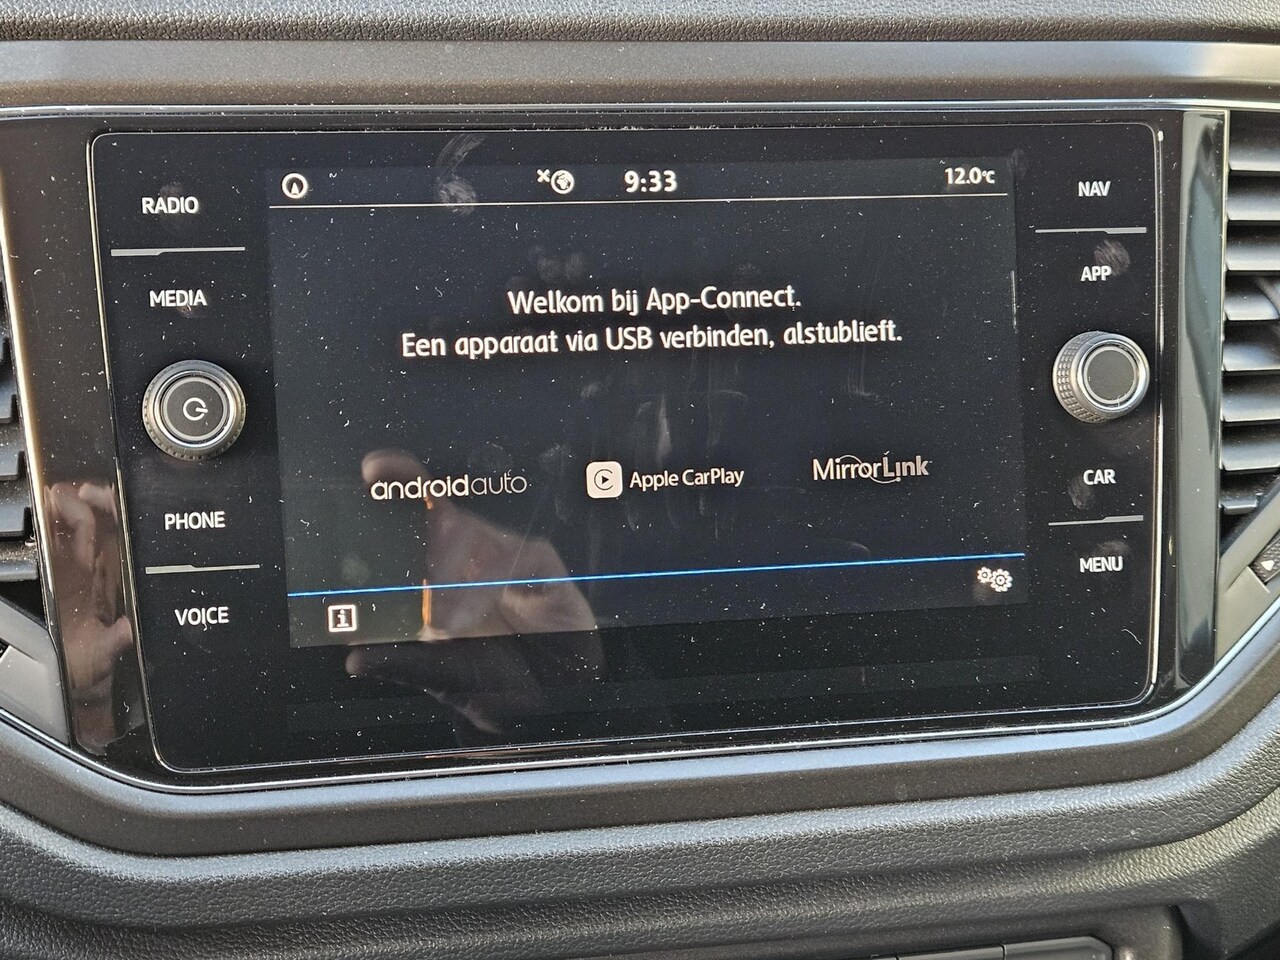 RADIO
MEDIA
PHONE
VOICE
9:33
12.0°C
Welkom bij App-Connect.
Een apparaat via USB verbinden, alstublieft.
androidauto
Apple CarPlay
MirrorLink
i
NAV
APP
CAR
MENU